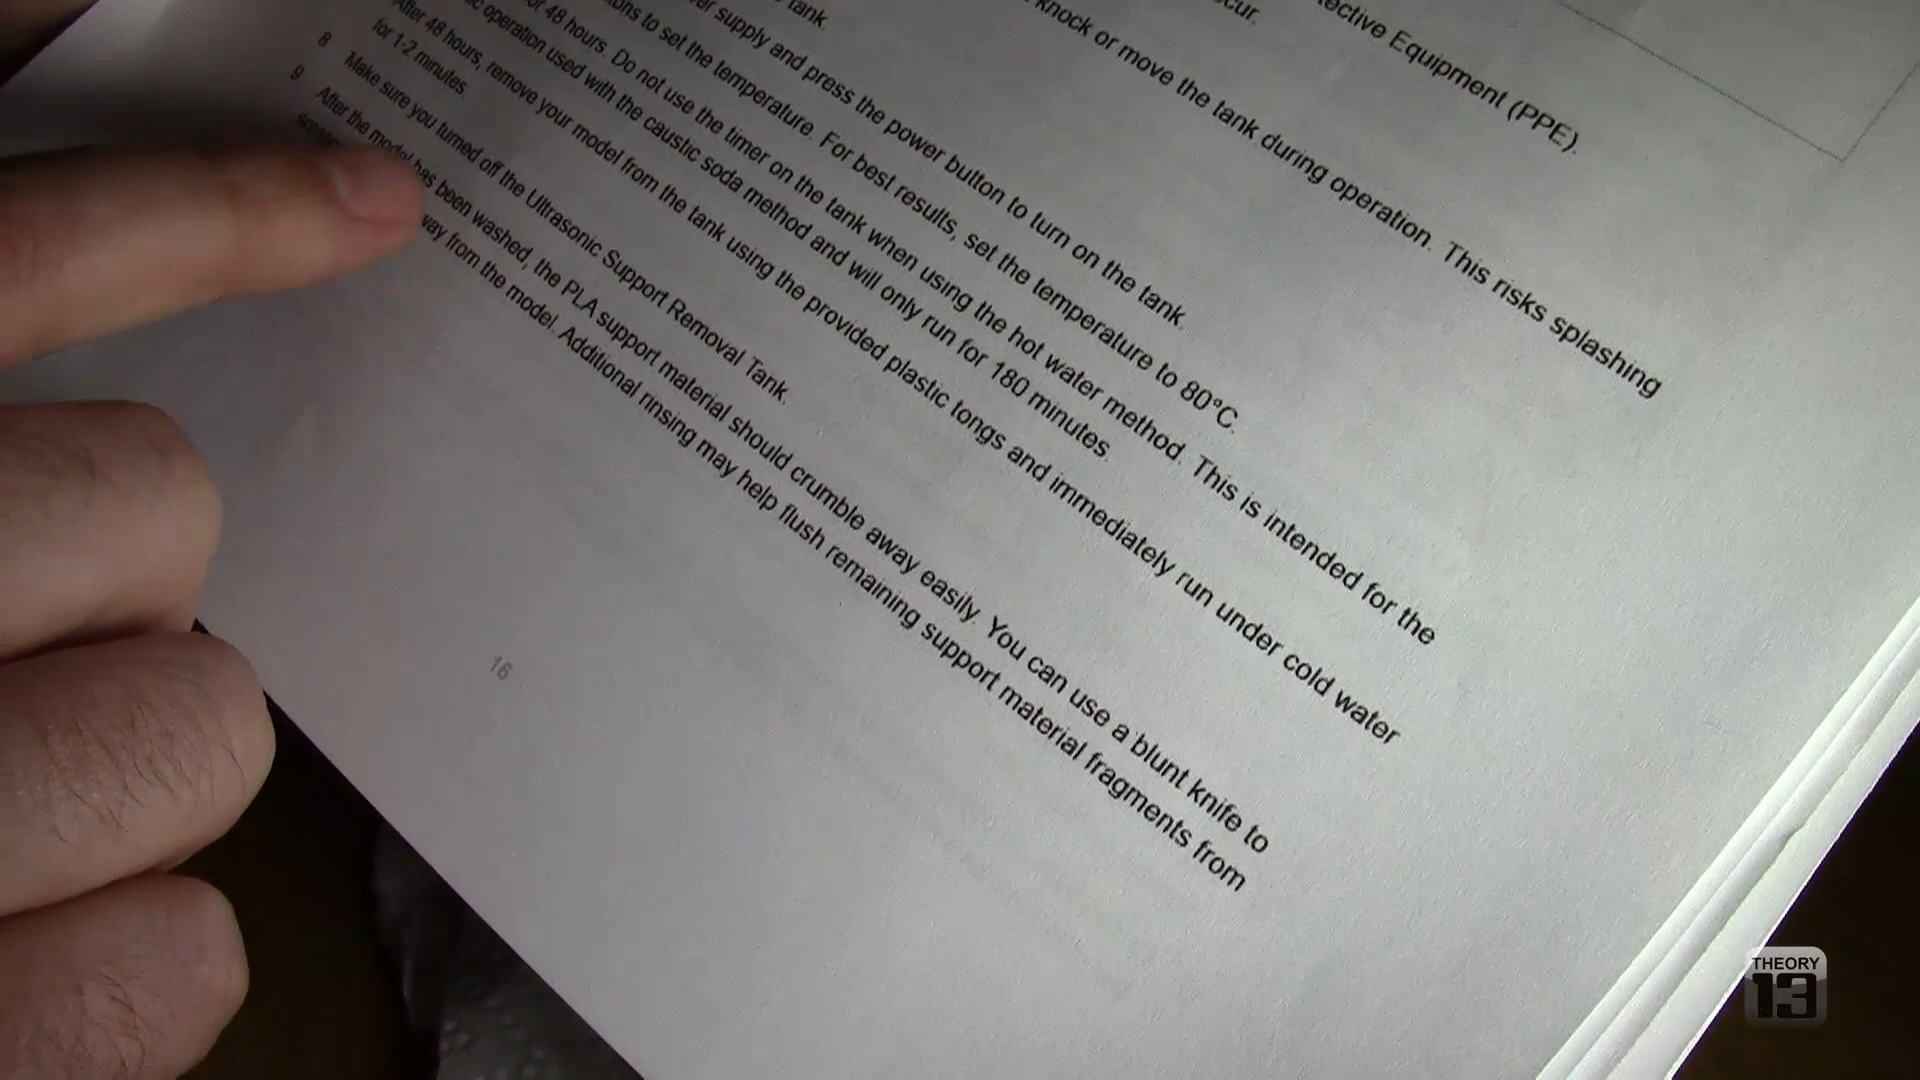 ective Equipment (PPE).
cur.
knock or move the tank during operation. This risks splashing
tank.
er supply and press the power button to turn on the tank.
ons to set the temperature. For best results, set the temperature to 80°C.
or 48 hours. Do not use the timer on the tank when using the hot water method. This is intended for the
ic operation used with the caustic soda method and will only run for 180 minutes.
After 48 hours, remove your model from the tank using the provided plastic tongs and immediately run under cold water
for 1-2 minutes.
8 Make sure you turned off the Ultrasonic Support Removal Tank.
9 After the model has been washed, the PLA support material should crumble away easily. You can use a blunt knife to
way from the model. Additional rinsing may help flush remaining support material fragments from
16
THEORY
13